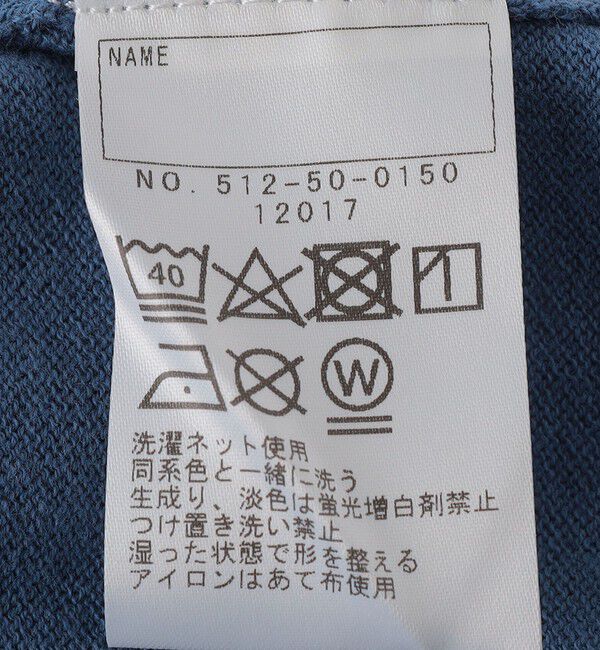 NAME
NO. 512-50-0150
12017
40
W
洗濯ネット使用
同系色と一緒に洗う
生成り、淡色は蛍光増白剤禁止
つけ置き洗い禁止
湿った状態で形を整える
アイロンはあて布使用